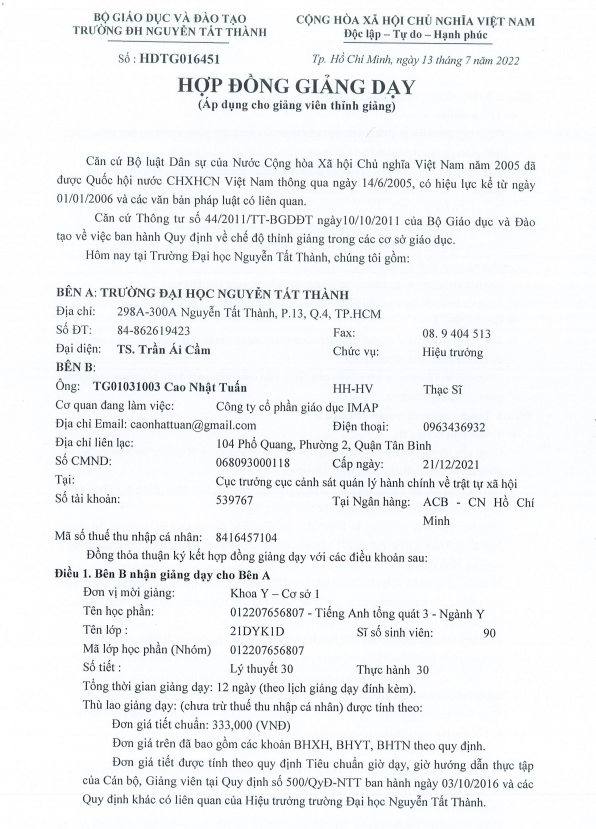 BỘ GIÁO DỤC VÀ ĐÀO TẠO
TRƯỜNG ĐH NGUYỄN TẤT THÀNH
CỘNG HÒA XÃ HỘI CHỦ NGHĨA VIỆT NAM
Độc lập – Tự do – Hạnh phúc
Số : HDTG016451
Tp. Hồ Chí Minh, ngày 13 tháng 7 năm 2022
HỢP ĐỒNG GIẢNG DẠY
(Áp dụng cho giảng viên thỉnh giảng)
Căn cứ Bộ luật Dân sự của Nước Cộng hòa Xã hội Chủ nghĩa Việt Nam năm 2005 đã
được Quốc hội nước CHXHCN Việt Nam thông qua ngày 14/6/2005, có hiệu lực kể từ ngày
01/01/2006 và các văn bản pháp luật có liên quan.
Căn cứ Thông tư số 44/2011/TT-BGDĐT ngày10/10/2011 của Bộ Giáo dục và Đào
tạo về việc ban hành Quy định về chế độ thỉnh giảng trong các cơ sở giáo dục.
Hôm nay tại Trường Đại học Nguyễn Tất Thành, chúng tôi gồm:
BÊN A: TRƯỜNG ĐẠI HỌC NGUYỄN TẤT THÀNH
Địa chỉ: 298A-300A Nguyễn Tất Thành, P.13, Q.4, TP.HCM
Số ĐT: 84-862619423 Fax: 08. 9 404 513
Đại diện: TS. Trần Ái Cầm Chức vụ: Hiệu trưởng
BÊN B:
Ông: TG01031003 Cao Nhật Tuấn HH-HV Thạc Sĩ
Cơ quan đang làm việc: Công ty cổ phần giáo dục IMAP
Địa chỉ Email: caonhattuan@gmail.com Điện thoại: 0963436932
Địa chỉ liên lạc: 104 Phổ Quang, Phường 2, Quận Tân Bình
Số CMND: 068093000118 Cấp ngày: 21/12/2021
Tại: Cục trưởng cục cảnh sát quản lý hành chính về trật tự xã hội
Số tài khoản: 539767 Tại Ngân hàng: ACB - CN Hồ Chí
Minh
Mã số thuế thu nhập cá nhân: 8416457104
Đồng thỏa thuận ký kết hợp đồng giảng dạy với các điều khoản sau:
Điều 1. Bên B nhận giảng dạy cho Bên A
Đơn vị mời giảng: Khoa Y – Cơ sở 1
Tên học phần: 012207656807 - Tiếng Anh tổng quát 3 - Ngành Y
Tên lớp : 21DYK1D Sĩ số sinh viên: 90
Mã lớp học phần (Nhóm) 012207656807
Số tiết : Lý thuyết 30 Thực hành 30
Tổng thời gian giảng dạy: 12 ngày (theo lịch giảng dạy đính kèm).
Thù lao giảng dạy: (chưa trừ thuế thu nhập cá nhân) được tính theo:
Đơn giá tiết chuẩn: 333,000 (VNĐ)
Đơn giá trên đã bao gồm các khoản BHXH, BHYT, BHTN theo quy định.
Đơn giá tiết được tính theo quy định Tiêu chuẩn giờ dạy, giờ hướng dẫn thực tập
của Cán bộ, Giảng viên tại Quy định số 500/QyĐ-NTT ban hành ngày 03/10/2016 và các
Quy định khác có liên quan của Hiệu trưởng trường Đại học Nguyễn Tất Thành.